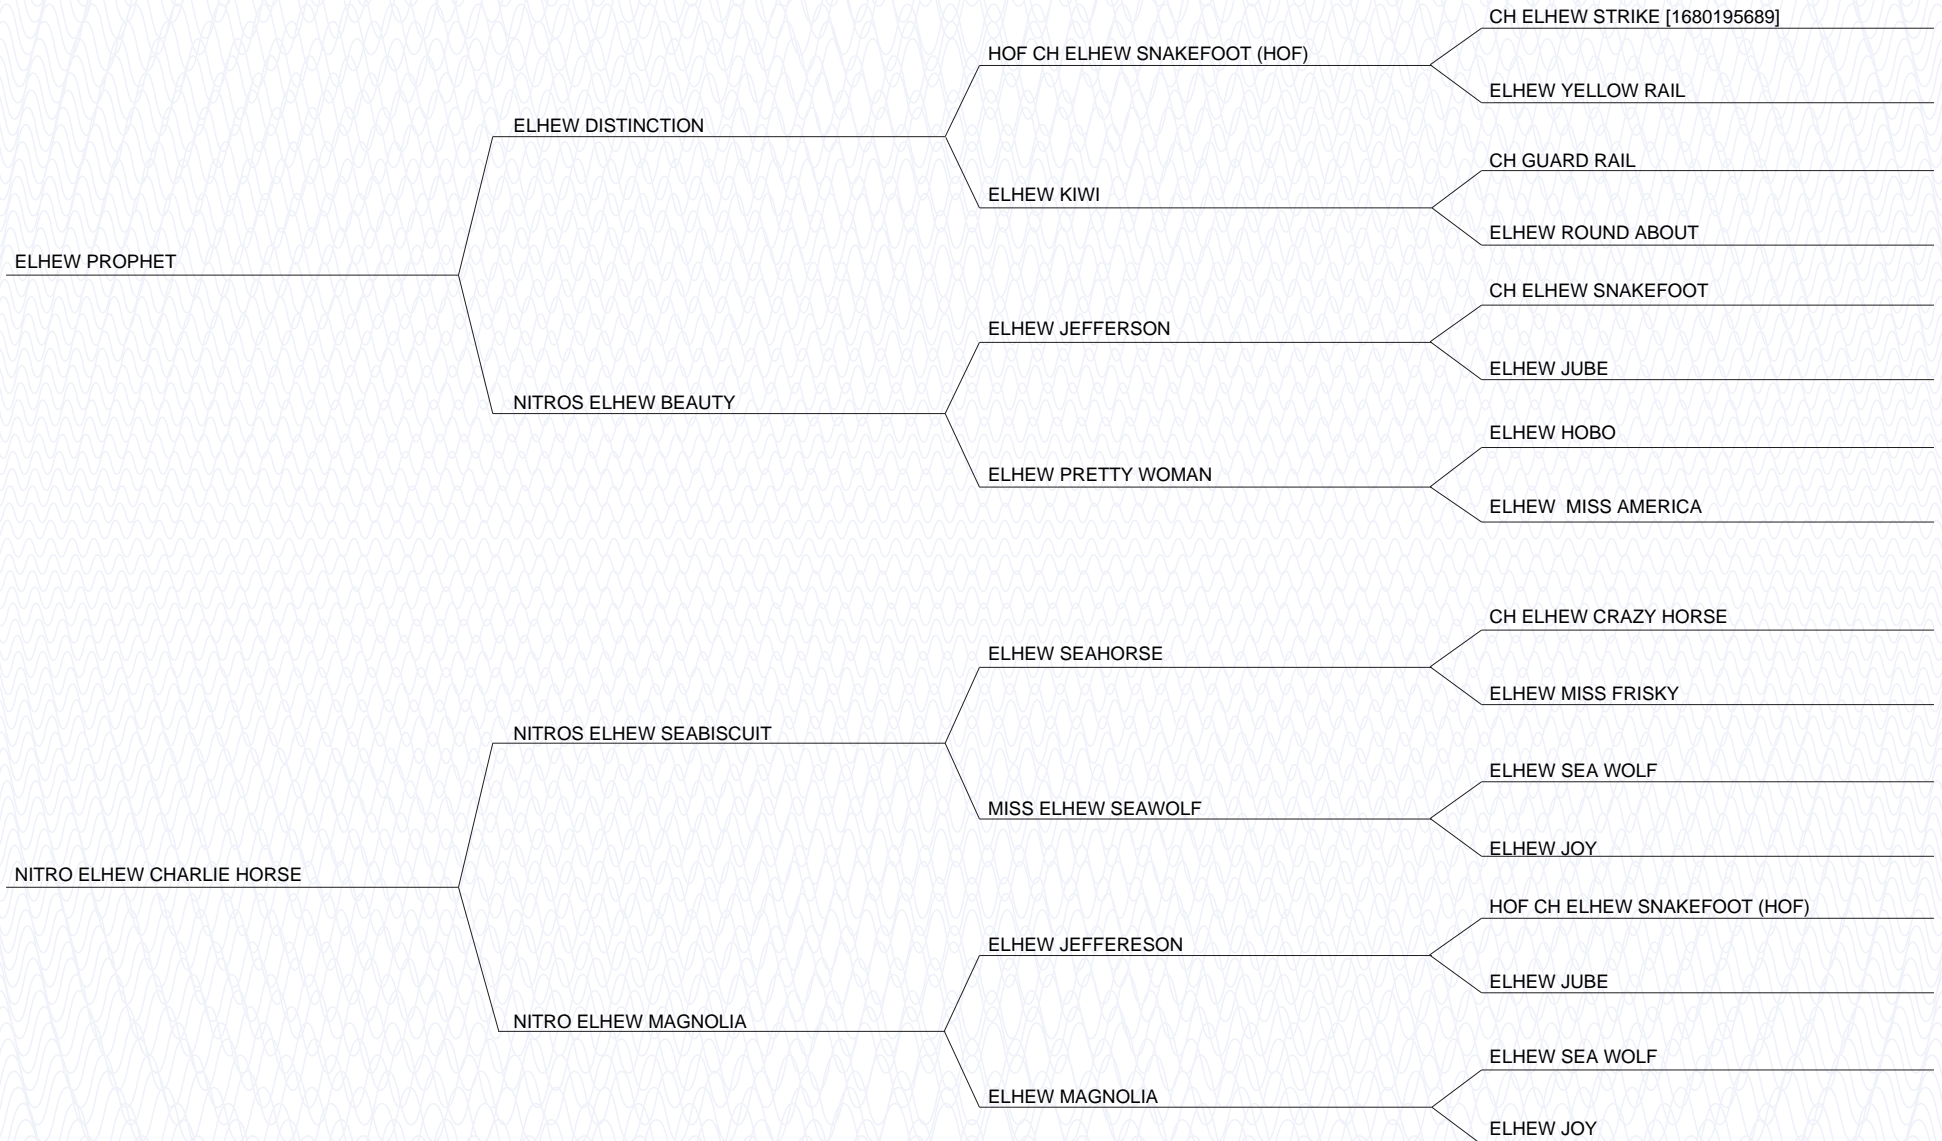 CH ELHEW STRIKE [1680195689]
HOF CH ELHEW SNAKEFOOT (HOF)
ELHEW YELLOW RAIL
ELHEW DISTINCTION
CH GUARD RAIL
ELHEW KIWI
ELHEW ROUND ABOUT
ELHEW PROPHET
CH ELHEW SNAKEFOOT
ELHEW JEFFERSON
ELHEW JUBE
NITROS ELHEW BEAUTY
ELHEW HOBO
ELHEW PRETTY WOMAN
ELHEW  MISS AMERICA
CH ELHEW CRAZY HORSE
ELHEW SEAHORSE
ELHEW MISS FRISKY
NITROS ELHEW SEABISCUIT
ELHEW SEA WOLF
MISS ELHEW SEAWOLF
ELHEW JOY
NITRO ELHEW CHARLIE HORSE
HOF CH ELHEW SNAKEFOOT (HOF)
ELHEW JEFFERESON
ELHEW JUBE
NITRO ELHEW MAGNOLIA
ELHEW SEA WOLF
ELHEW MAGNOLIA
ELHEW JOY